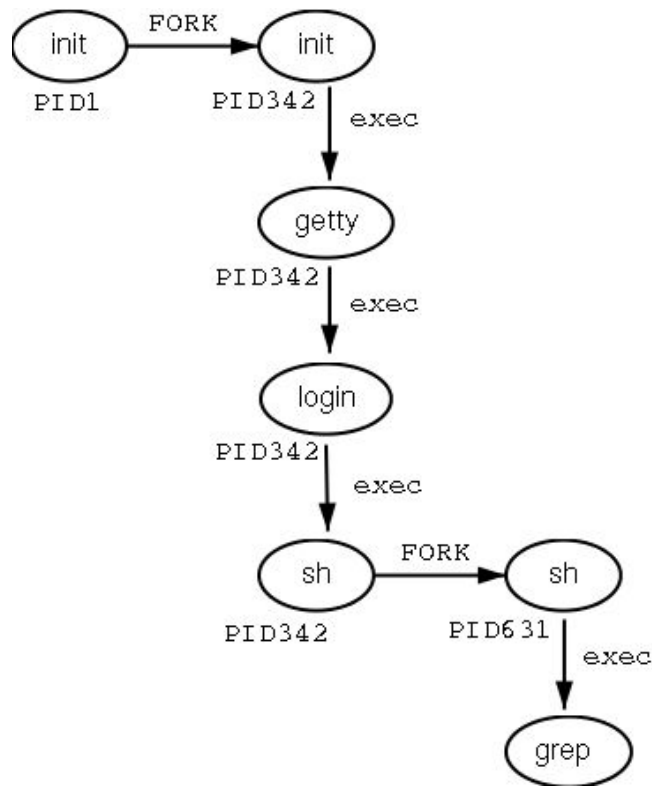 FORK
init
init
PID1
PID342
exec
getty
PID342
exec
login
PID342
exec
FORK
sh
sh
PID342
PID631
exec
grep